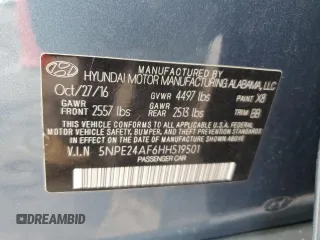 MANUFACTURED BY
HYUNDAI MOTOR MANUFACTURING ALABAMA, LLC
Oct/27/16 GVWR 4497 lbs PAINT X8
GAWR FRONT 2557 lbs GAWR REAR 2513 lbs TRIM BB
THIS VEHICLE CONFORMS TO ALL APPLICABLE FEDERAL
MOTOR VEHICLE SAFETY, BUMPER, AND THEFT PREVENTION
STANDARDS IN EFFECT ON THE DATE OF MANUFACTURE
SHOWN ABOVE.
V.I.N 5NPE24AF6HH519501
PASSENGER CAR